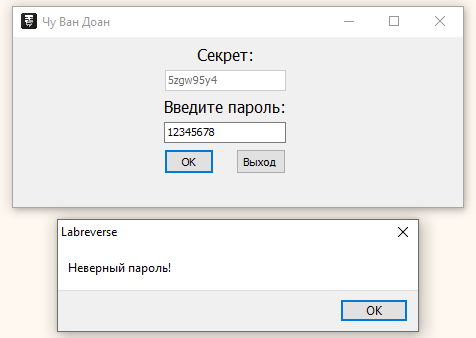 Чу Ван Доан
Секрет:
5zgw95y4
Введите пароль:
12345678
OK
Выход
Labreverse
Неверный пароль!
OK